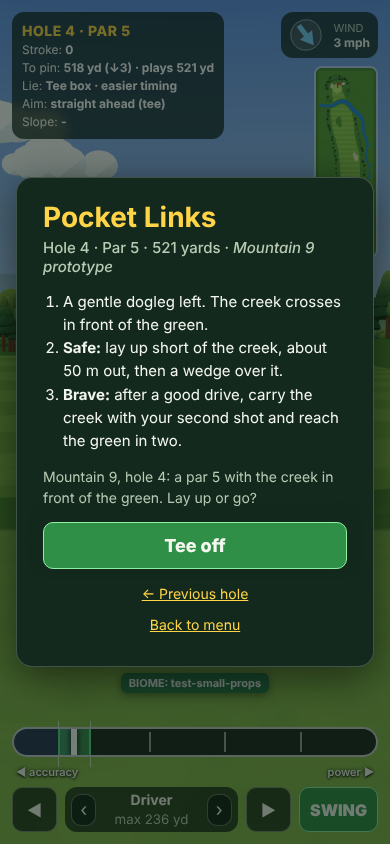 HOLE 4 · PAR 5
Stroke: 0
To pin: 518 yd (↓3) · plays 521 yd
Lie: Tee box · easier timing
Aim: straight ahead (tee)
Slope: -
WIND
3 mph
Pocket Links
Hole 4 · Par 5 · 521 yards · Mountain 9
prototype
1. A gentle dogleg left. The creek crosses
in front of the green.
2. Safe: lay up short of the creek, about
50 m out, then a wedge over it.
3. Brave: after a good drive, carry the
creek with your second shot and reach
the green in two.
Mountain 9, hole 4: a par 5 with the creek in
front of the green. Lay up or go?
Tee off
← Previous hole
Back to menu
BIOME: test-small-props
◀ accuracy
power ▶
◀
‹
Driver
max 236 yd
›
▶
SWING